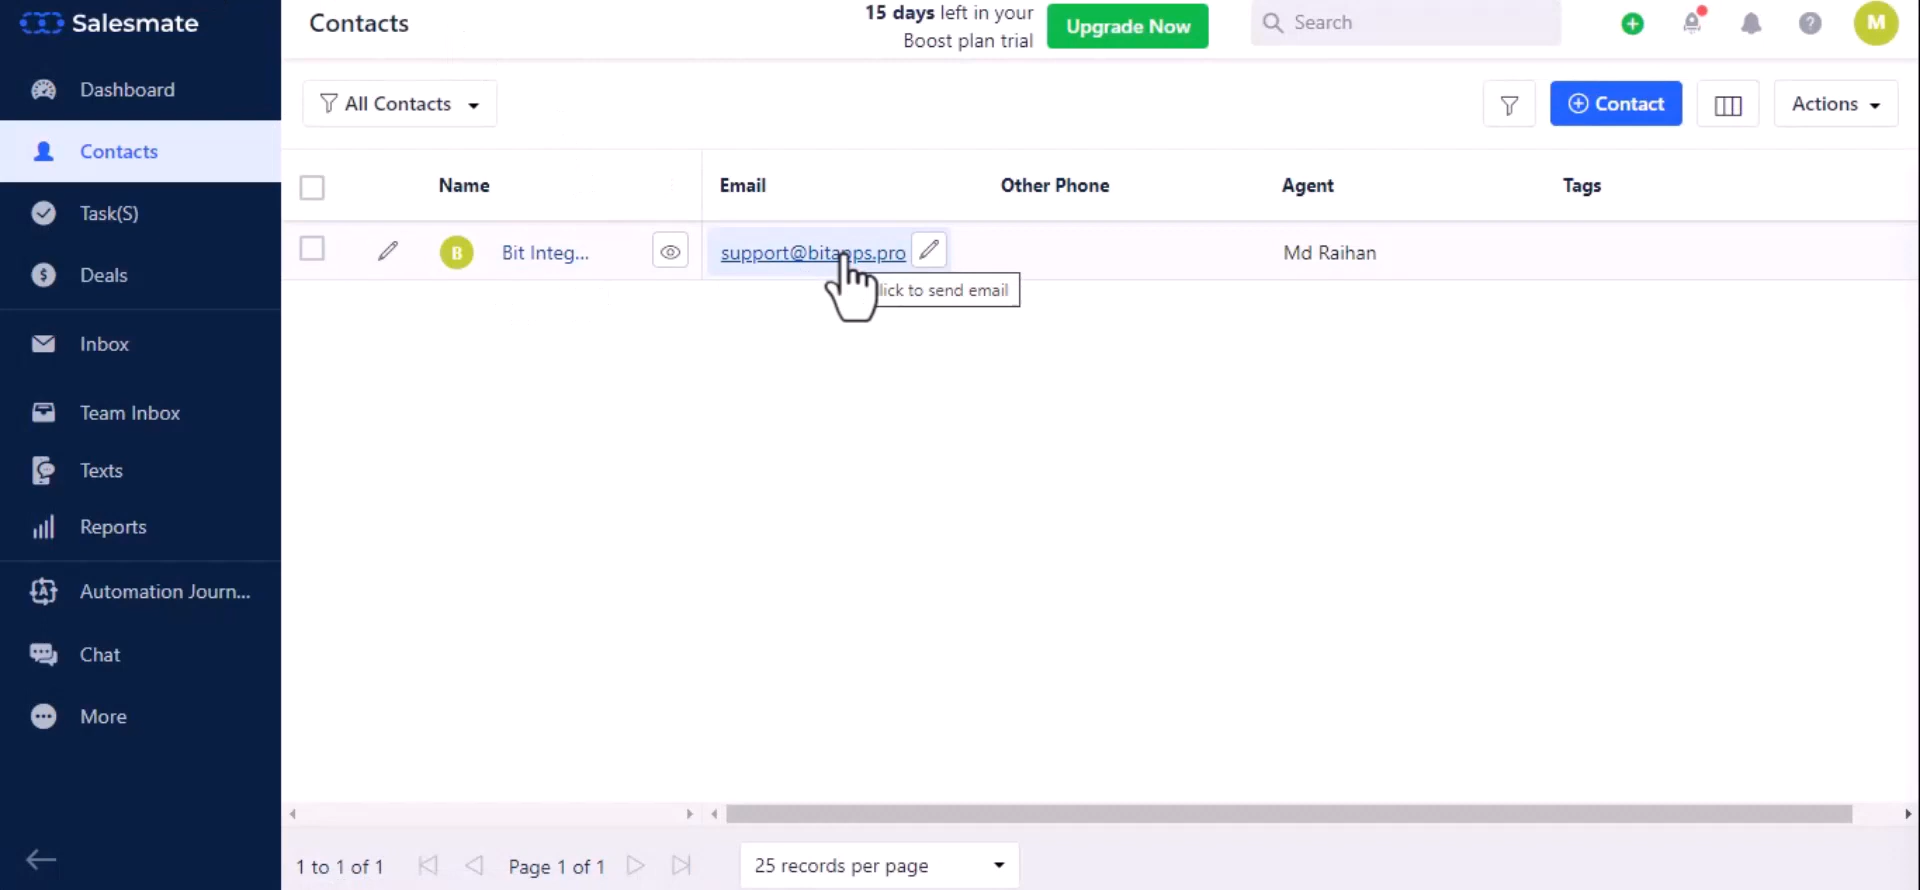 Salesmate
Contacts
15 days left in your
Boost plan trial
Upgrade Now
Search
M
Dashboard
Contacts
Task(S)
Deals
Inbox
Team Inbox
Texts
Reports
Automation Journ...
Chat
More
All Contacts
Contact
Actions
Name
Email
Other Phone
Agent
Tags
B
Bit Integ...
support@bitapps.pro
Md Raihan
lick to send email
1 to 1 of 1
Page 1 of 1
25 records per page